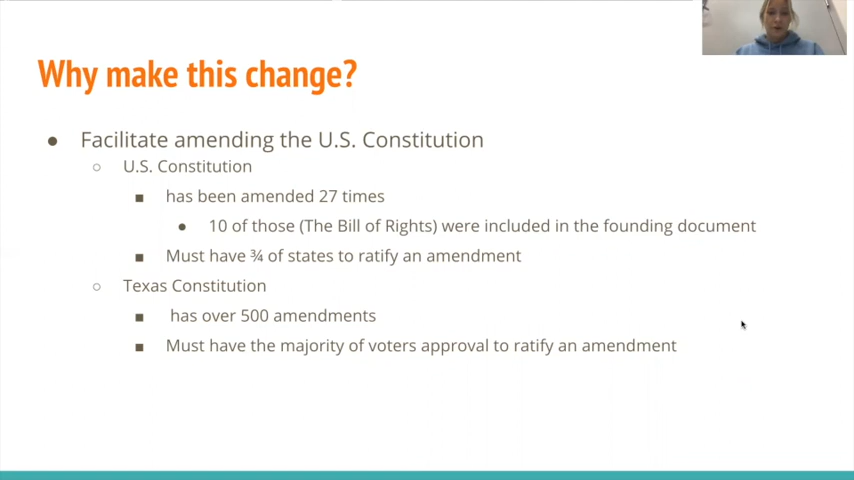 Why make this change?
● Facilitate amending the U.S. Constitution
○ U.S. Constitution
■ has been amended 27 times
● 10 of those (The Bill of Rights) were included in the founding document
■ Must have ¾ of states to ratify an amendment
○ Texas Constitution
■ has over 500 amendments
■ Must have the majority of voters approval to ratify an amendment